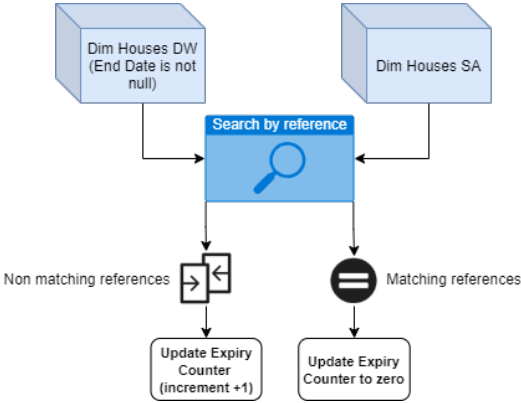 Dim Houses DW
(End Date is not
null)
Dim Houses SA
Search by reference
Non matching references
Matching references
Update Expiry
Counter
(increment +1)
Update Expiry
Counter to zero